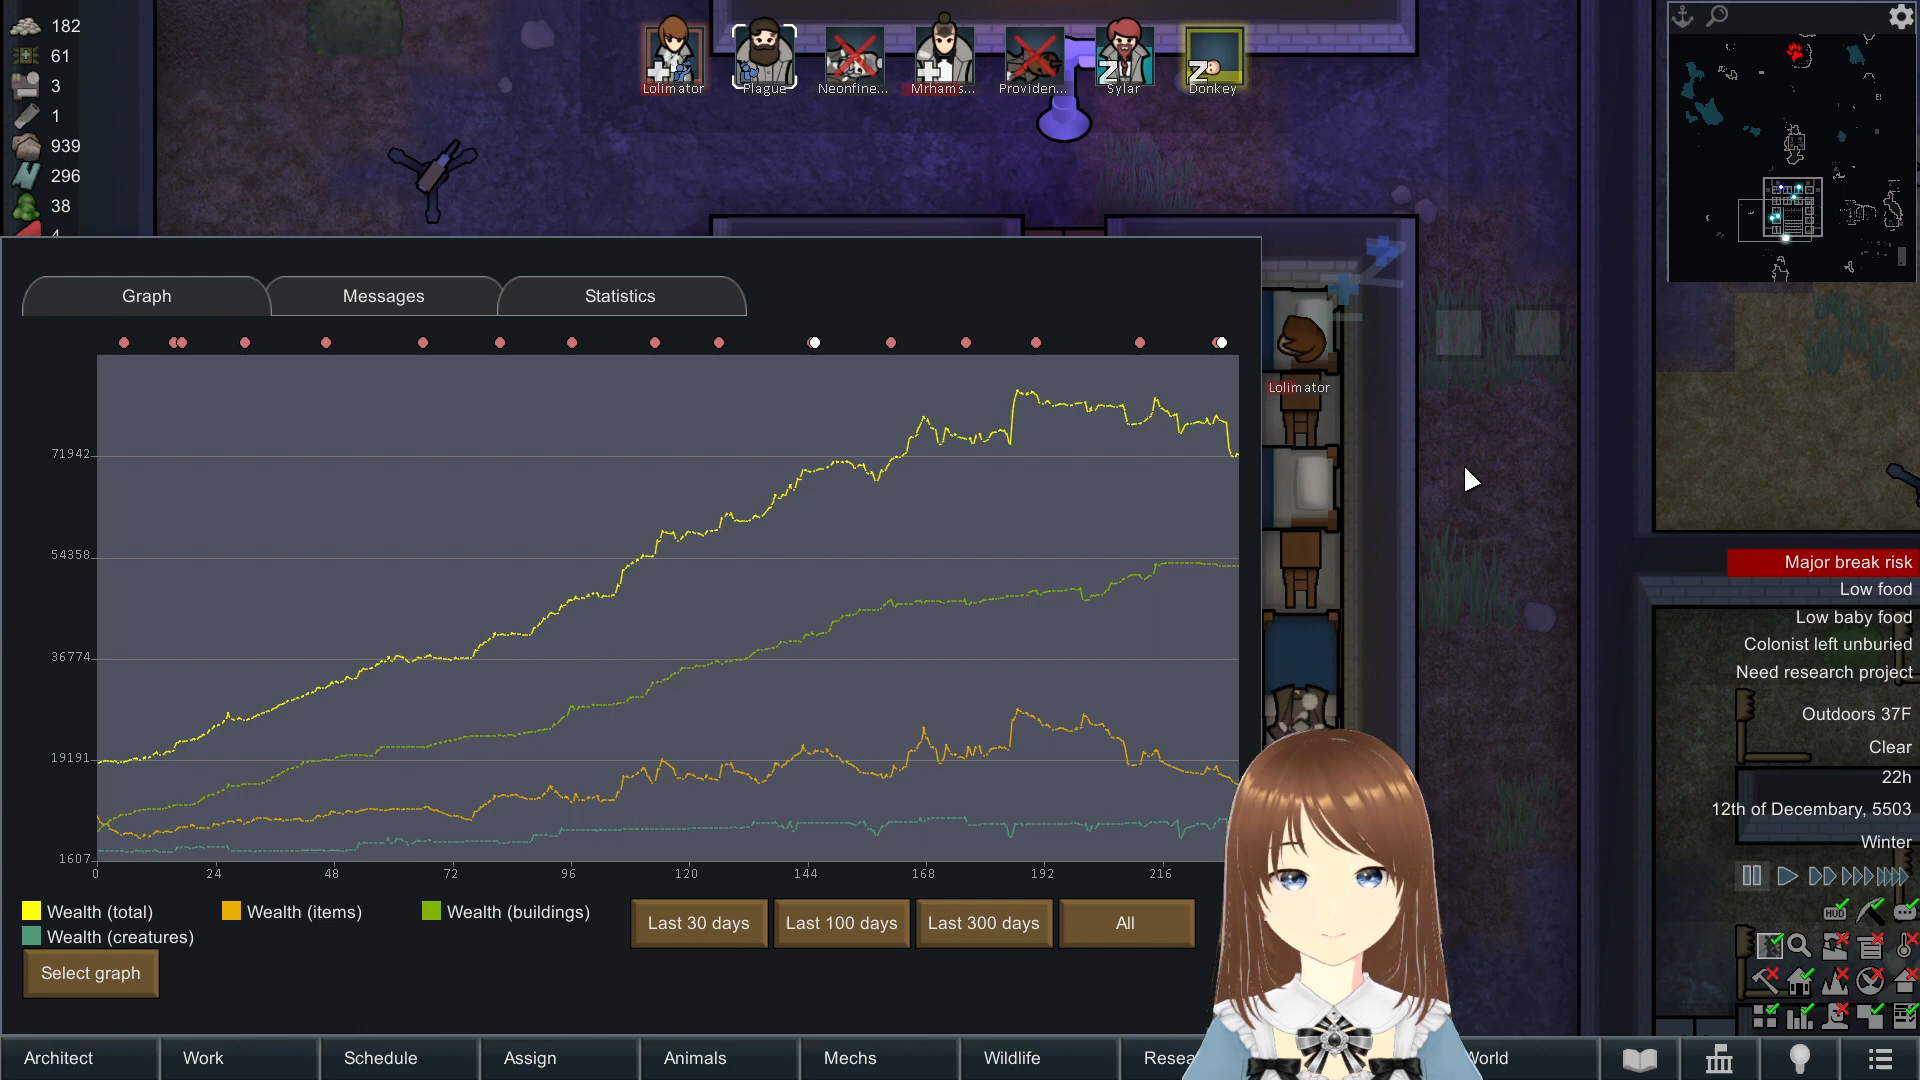 182
61
3
1
939
296
38
4
Lolimator
Plague
Neonfine...
Mrhams...
Providen...
Sylar
Donkey
Graph
Messages
Statistics
71942
54358
36774
19191
1607
0
24
48
72
96
120
144
168
192
216
Wealth (total)
Wealth (items)
Wealth (buildings)
Wealth (creatures)
Last 30 days
Last 100 days
Last 300 days
All
Select graph
Lolimator
Major break risk
Low food
Low baby food
Colonist left unburied
Need research project
Outdoors 37F
Clear
22h
12th of Decembary, 5503
Winter
HUD
Architect
Work
Schedule
Assign
Animals
Mechs
Wildlife
Resea
World